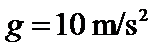 g = 10 m/s²